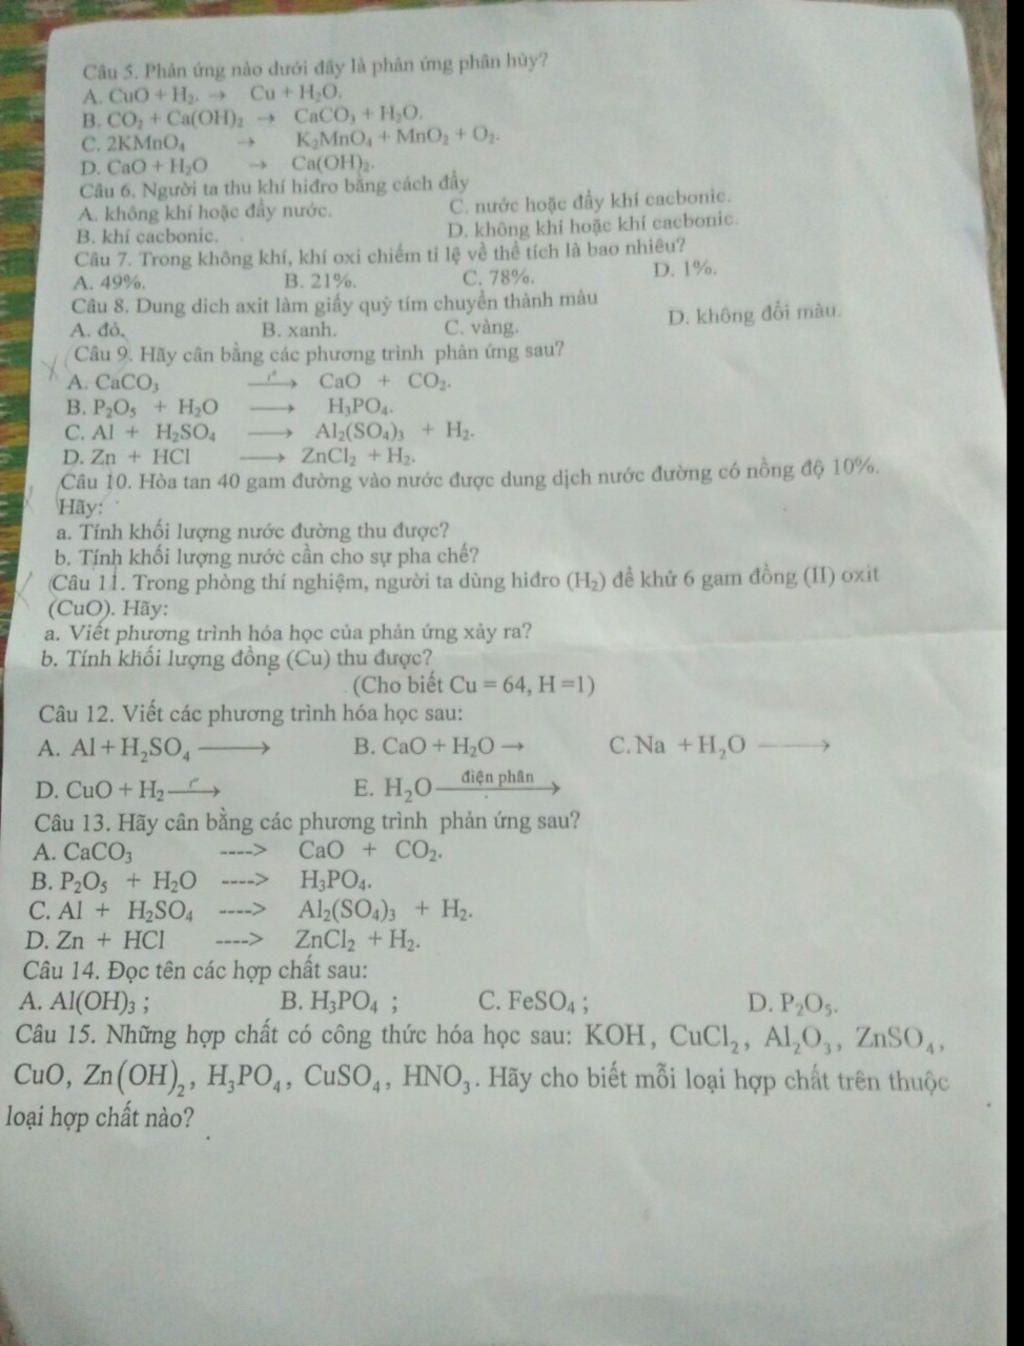 Câu 5. Phản ứng nào dưới đây là phản ứng phân hủy?
A. CuO + H₂. → Cu + H₂O.
B. CO₂ + Ca(OH)₂ → CaCO₃ + H₂O.
C. 2KMnO₄ → K₂MnO₄ + MnO₂ + O₂.
D. CaO + H₂O → Ca(OH)₂.
Câu 6. Người ta thu khí hiđro bằng cách đẩy
A. không khí hoặc đẩy nước. C. nước hoặc đẩy khí cacbonic.
B. khí cacbonic. D. không khí hoặc khí cacbonic.
Câu 7. Trong không khí, khí oxi chiếm tỉ lệ về thể tích là bao nhiêu?
A. 49%. B. 21%. C. 78%. D. 1%.
Câu 8. Dung dich axit làm giấy quỳ tím chuyển thành màu
A. đỏ. B. xanh. C. vàng. D. không đổi màu.
Câu 9. Hãy cân bằng các phương trình phản ứng sau?
A. CaCO₃ —t°→ CaO + CO₂.
B. P₂O₅ + H₂O ⟶ H₃PO₄.
C. Al + H₂SO₄ ⟶ Al₂(SO₄)₃ + H₂.
D. Zn + HCl ⟶ ZnCl₂ + H₂.
Câu 10. Hòa tan 40 gam đường vào nước được dung dịch nước đường có nồng độ 10%.
Hãy:
a. Tính khối lượng nước đường thu được?
b. Tính khối lượng nước cần cho sự pha chế?
Câu 11. Trong phòng thí nghiệm, người ta dùng hiđro (H₂) để khử 6 gam đồng (II) oxit
(CuO). Hãy:
a. Viết phương trình hóa học của phản ứng xảy ra?
b. Tính khối lượng đồng (Cu) thu được?
(Cho biết Cu = 64, H =1)
Câu 12. Viết các phương trình hóa học sau:
A. Al + H₂SO₄ ⟶ B. CaO + H₂O → C. Na + H₂O ⟶
D. CuO + H₂ —t°→ E. H₂O —điện phân→
Câu 13. Hãy cân bằng các phương trình phản ứng sau?
A. CaCO₃ ----> CaO + CO₂.
B. P₂O₅ + H₂O ----> H₃PO₄.
C. Al + H₂SO₄ ----> Al₂(SO₄)₃ + H₂.
D. Zn + HCl ----> ZnCl₂ + H₂.
Câu 14. Đọc tên các hợp chất sau:
A. Al(OH)₃ ; B. H₃PO₄ ; C. FeSO₄ ; D. P₂O₅.
Câu 15. Những hợp chất có công thức hóa học sau: KOH, CuCl₂, Al₂O₃, ZnSO₄,
CuO, Zn(OH)₂, H₃PO₄, CuSO₄, HNO₃. Hãy cho biết mỗi loại hợp chất trên thuộc
loại hợp chất nào?